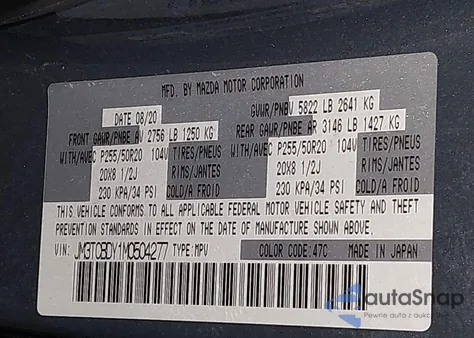 MFD. BY MAZDA MOTOR CORPORATION
DATE 08/20 GVWR/PNBV 5822 LB 2641 KG
FRONT GAWR/PNBE AV 2756 LB 1250 KG REAR GAWR/PNBE AR 3146 LB 1427 KG
WITH/AVEC P255/50R20 104V TIRES/PNEUS WITH/AVEC P255/50R20 104V TIRES/PNEUS
20X8 1/2J RIMS/JANTES 20X8 1/2J RIMS/JANTES
230 KPA/34 PSI COLD/A FROID 230 KPA/34 PSI COLD/A FROID
THIS VEHICLE CONFORMS TO ALL APPLICABLE FEDERAL MOTOR VEHICLE SAFETY AND THEFT
PREVENTION STANDARDS IN EFFECT ON THE DATE OF MANUFACTURE SHOWN ABOVE.
VIN: JM3TCBDY1M0504277 TYPE: MPV COLOR CODE: 47C MADE IN JAPAN
autoSnap
Pewne auta z aukcji